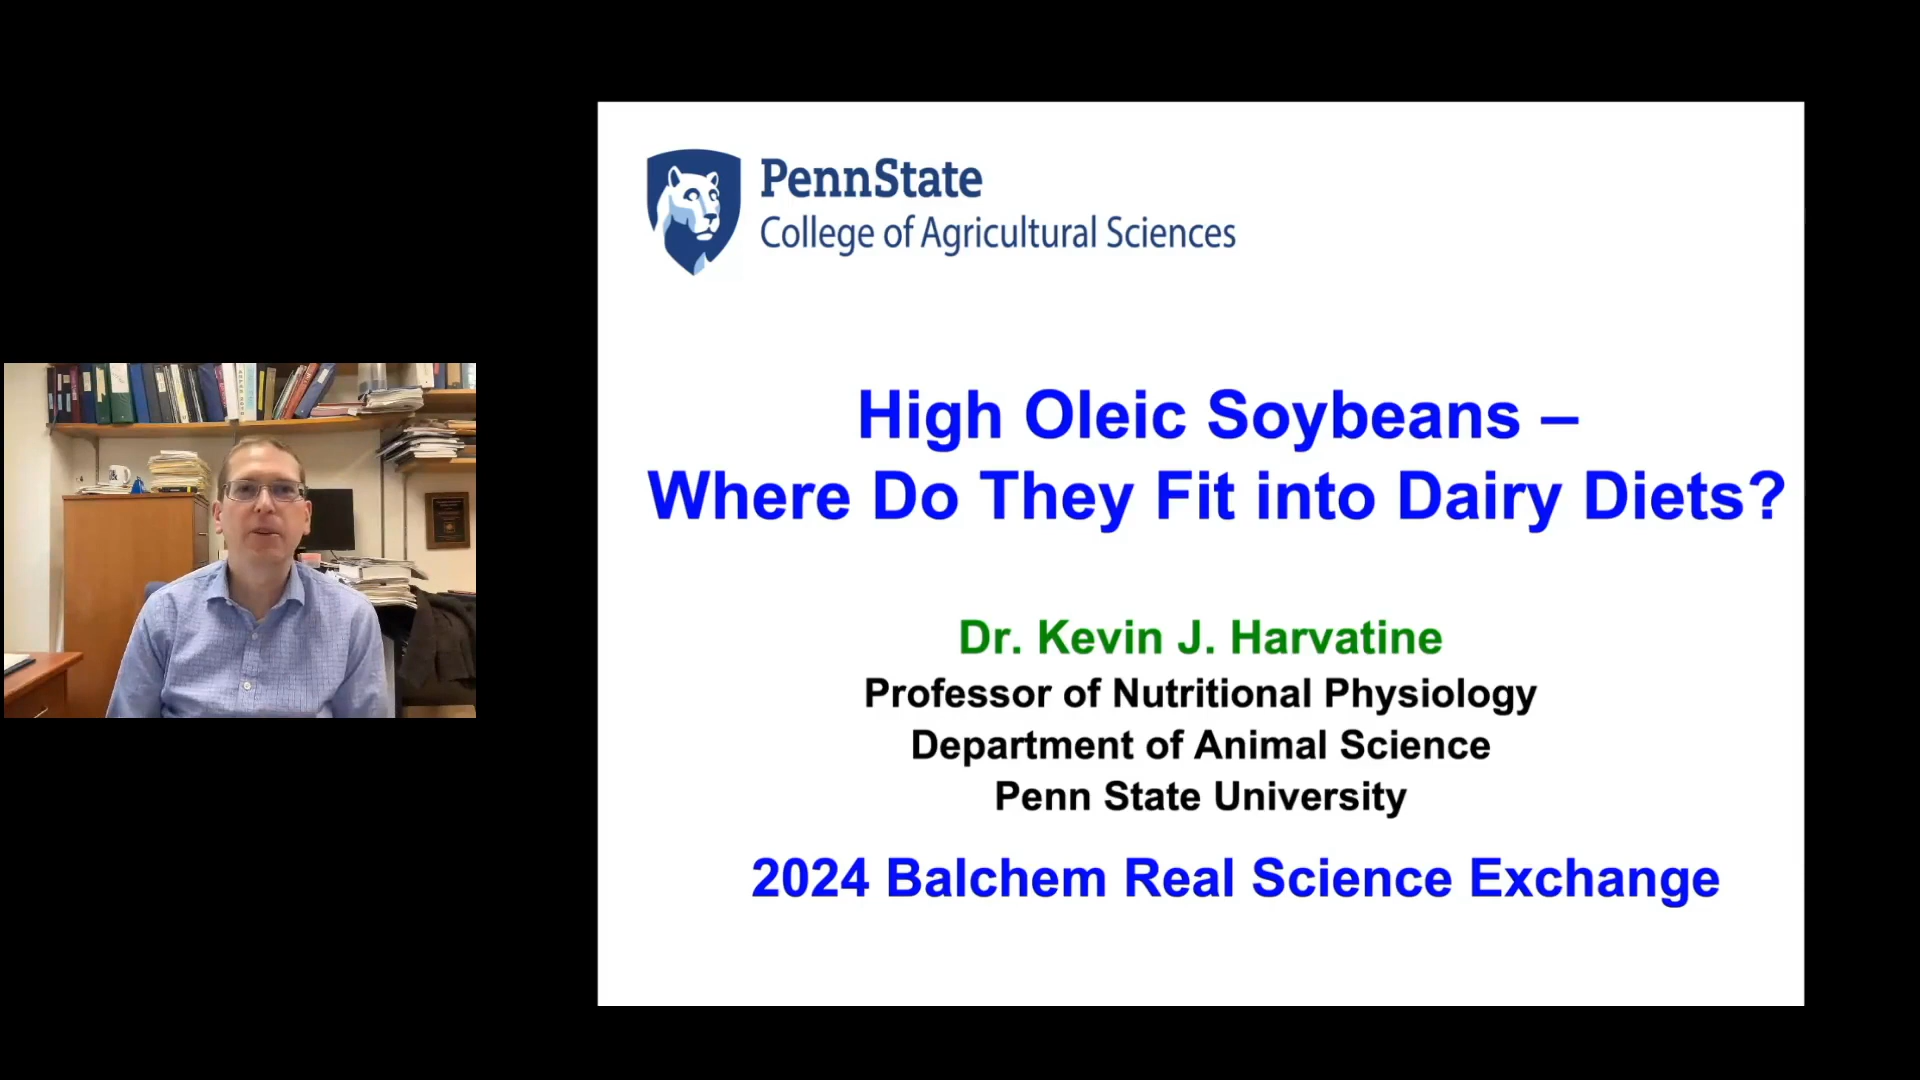 PennState
College of Agricultural Sciences
High Oleic Soybeans –
Where Do They Fit into Dairy Diets?
Dr. Kevin J. Harvatine
Professor of Nutritional Physiology
Department of Animal Science
Penn State University
2024 Balchem Real Science Exchange